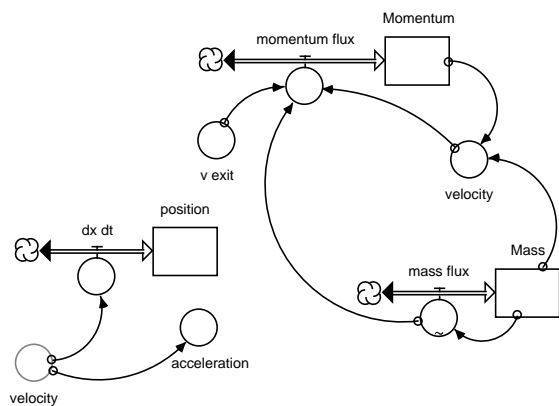 Momentum
momentum flux
v exit
velocity
dx dt
position
Mass
mass flux
~
acceleration
velocity